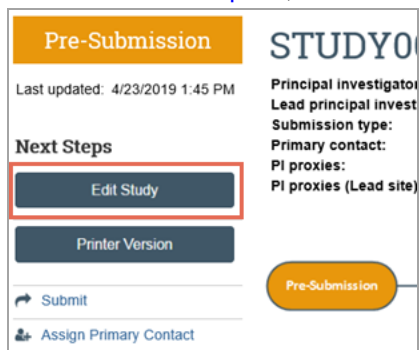 Pre-Submission
Last updated: 4/23/2019 1:45 PM
Next Steps
Edit Study
Printer Version
Submit
Assign Primary Contact
STUDY00
Principal investigator
Lead principal invest
Submission type:
Primary contact:
PI proxies:
PI proxies (Lead site)
Pre-Submission